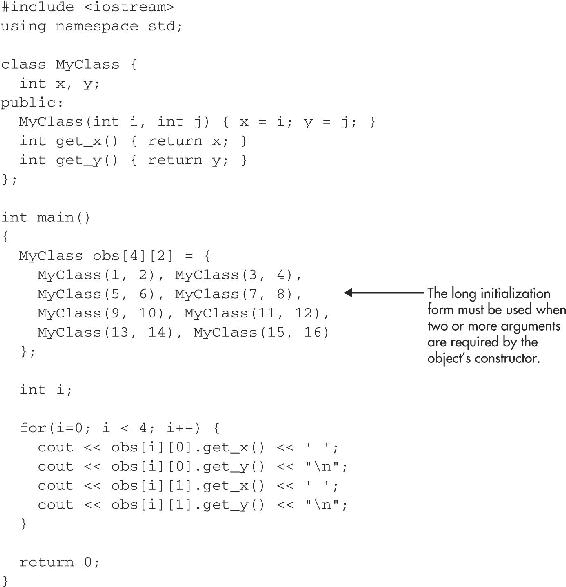 #include <iostream>
using namespace std;
class MyClass {
int x, y;
public:
MyClass(int i, int j) { x = i; y = j; }
int get_x() { return x; }
int get_y() { return y; }
};
int main()
{
MyClass obs[4][2] = {
MyClass(1, 2), MyClass(3, 4),
MyClass(5, 6), MyClass(7, 8),
MyClass(9, 10), MyClass(11, 12),
MyClass(13, 14), MyClass(15, 16)
};
The long initialization
form must be used when
two or more arguments
are required by the
object's constructor.
int i;
for(i=0; i < 4; i++) {
cout << obs[i][0].get_x() << ' ';
cout << obs[i][0].get_y() << "\n";
cout << obs[i][1].get_x() << ' ';
cout << obs[i][1].get_y() << "\n";
}
return 0;
}